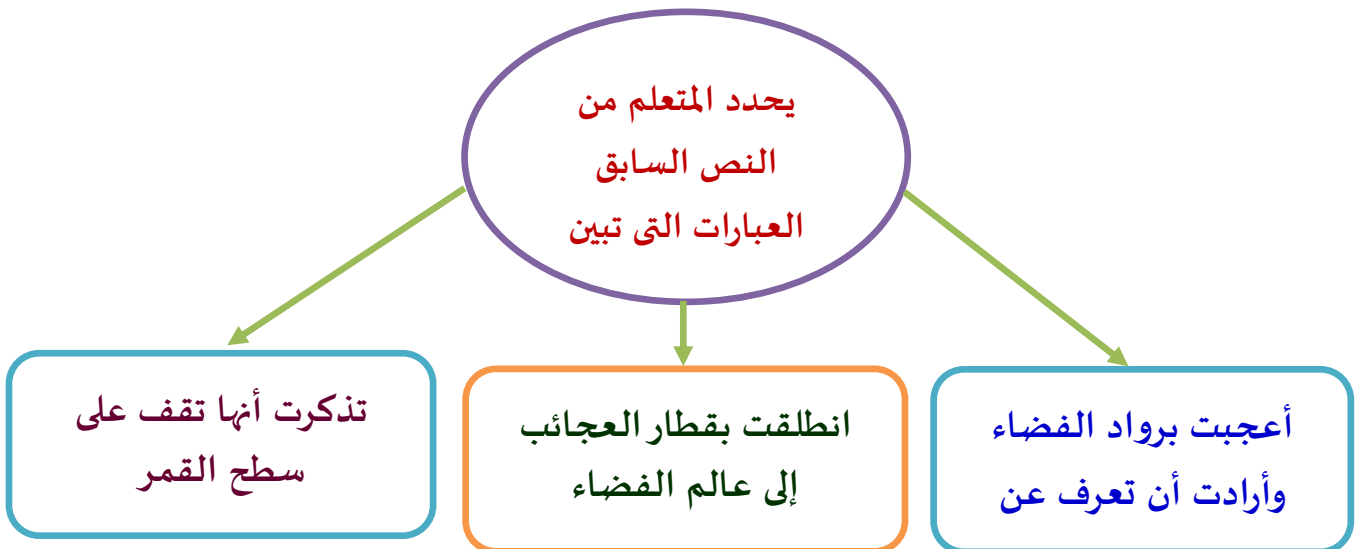 يحدد المتعلم من
النص السابق
العبارات التى تبين
أعجبت برواد الفضاء
وأرادت أن تعرف عن
انطلقت بقطار العجائب
إلى عالم الفضاء
تذكرت أنها تقف على
سطح القمر